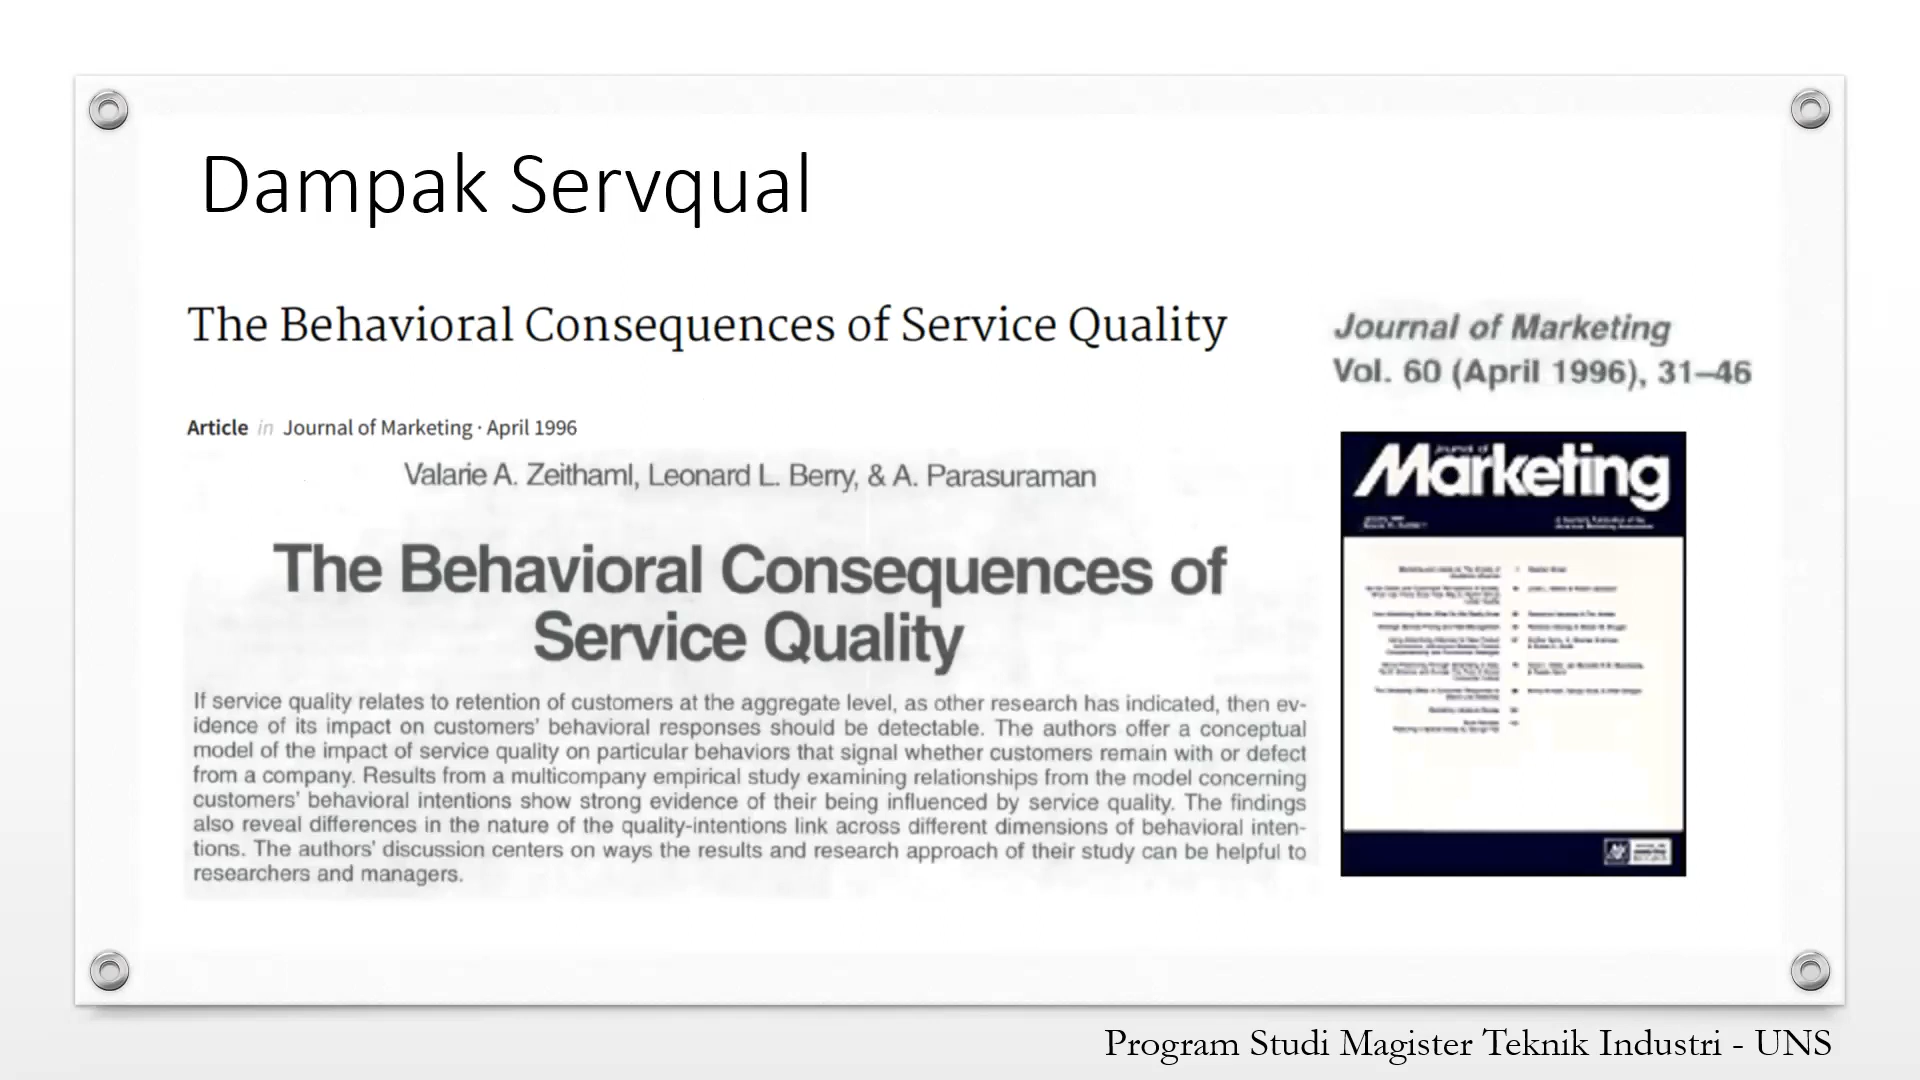 Dampak Servqual
The Behavioral Consequences of Service Quality
Journal of Marketing
Vol. 60 (April 1996), 31–46
Article in Journal of Marketing · April 1996
Valarie A. Zeithaml, Leonard L. Berry, & A. Parasuraman
The Behavioral Consequences of
Service Quality
If service quality relates to retention of customers at the aggregate level, as other research has indicated, then ev-
idence of its impact on customers' behavioral responses should be detectable. The authors offer a conceptual
model of the impact of service quality on particular behaviors that signal whether customers remain with or defect
from a company. Results from a multicompany empirical study examining relationships from the model concerning
customers' behavioral intentions show strong evidence of their being influenced by service quality. The findings
also reveal differences in the nature of the quality-intentions link across different dimensions of behavioral inten-
tions. The authors' discussion centers on ways the results and research approach of their study can be helpful to
researchers and managers.
Journal of
Marketing
Program Studi Magister Teknik Industri - UNS